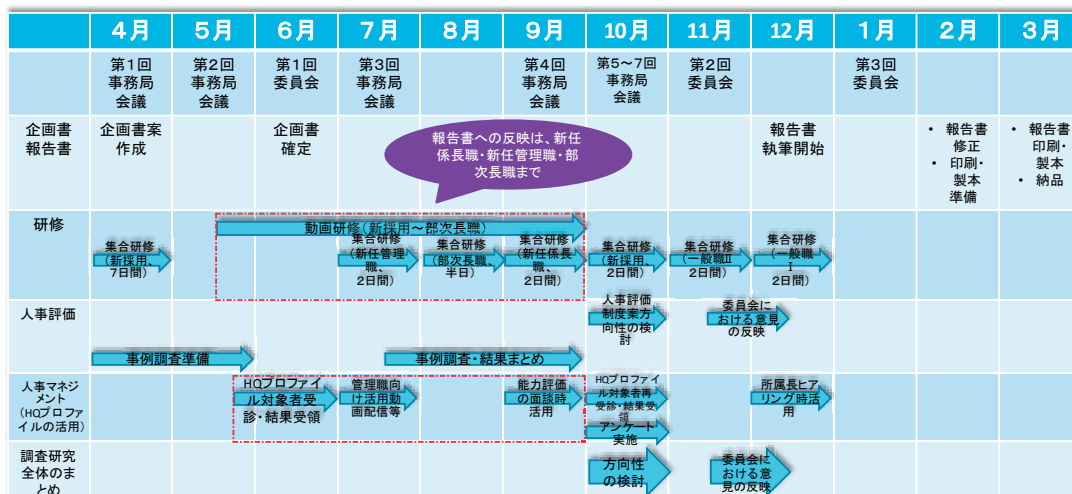 4月 5月 6月 7月 8月 9月 10月 11月 12月 1月 2月 3月
第1回
事務局
会議
第2回
事務局
会議
第1回
委員会
第3回
事務局
会議
第4回
事務局
会議
第5～7回
事務局
会議
第2回
委員会
第3回
委員会
企画書
報告書
企画書案
作成
企画書
確定
報告書への反映は、新任
係長職・新任管理職・部
次長職まで
報告書
執筆開始
• 報告書
修正
• 印刷・
製本
準備
• 報告書
印刷・
製本
• 納品
研修
動画研修（新採用～部次長職）
集合研修
（新採用、
7日間）
集合研修
（新任管理
職、
2日間）
集合研修
（部次長職、
半日）
集合研修
（新任係長
職、
2日間）
集合研修
（新採用、
2日間）
集合研修
（一般職Ⅱ
2日間）
集合研修
（一般職
Ⅰ
2日間）
人事評価
人事評価
制度案方
向性の検
討
委員会に
おける意見
の反映
事例調査準備
事例調査・結果まとめ
人事マネジ
メント
（HQプロファ
イルの活用）
HQプロファイ
ル対象者受
診・結果受領
管理職向
け活用動
画配信等
能力評価
の面談時
活用
HQプロファイ
ル対象者再
受診・結果受
領
アンケート
実施
所属長ヒア
リング時活
用
調査研究
全体のま
とめ
方向性
の検討
委員会に
おける意
見の反映